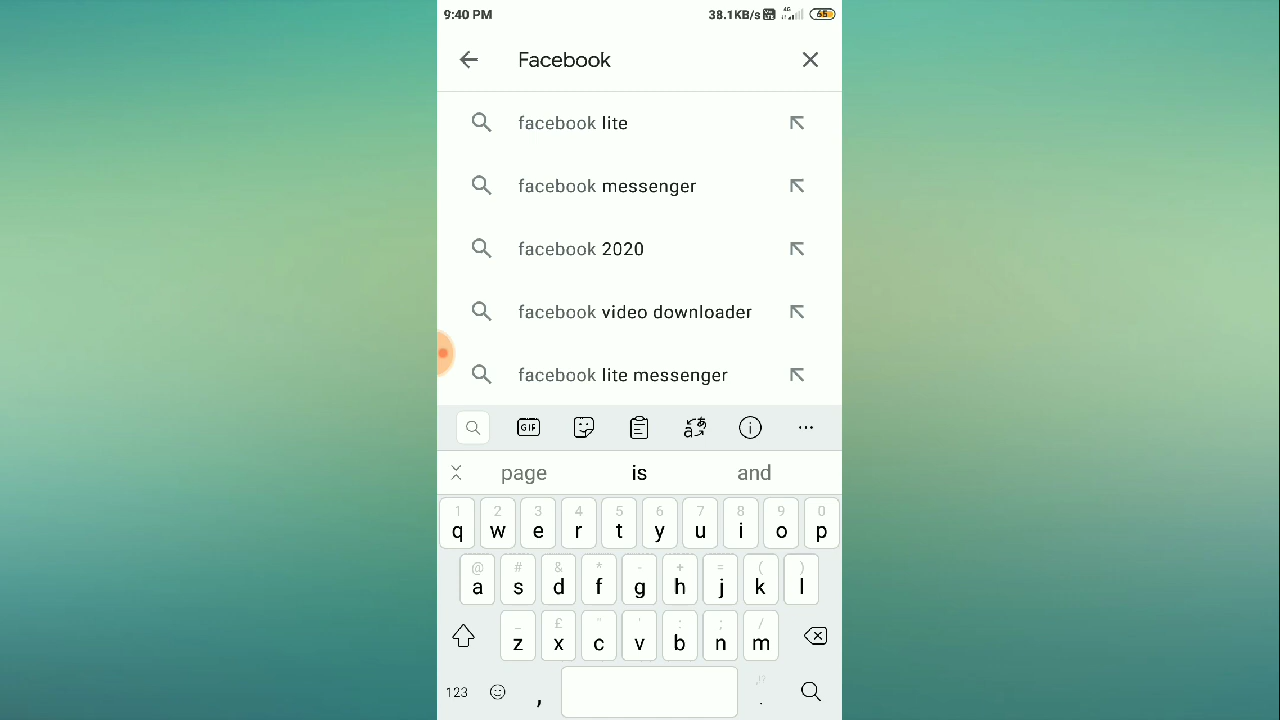 9:40 PM 38.1KB/s 4G 65
Facebook
facebook lite
facebook messenger
facebook 2020
facebook video downloader
facebook lite messenger
GIF
page is and
1 2 3 4 5 6 7 8 9 0
q w e r t y u i o p
@ # & * - + = ( )
a s d f g h j k l
_ £ " ' : ; /
z x c v b n m
123 , .